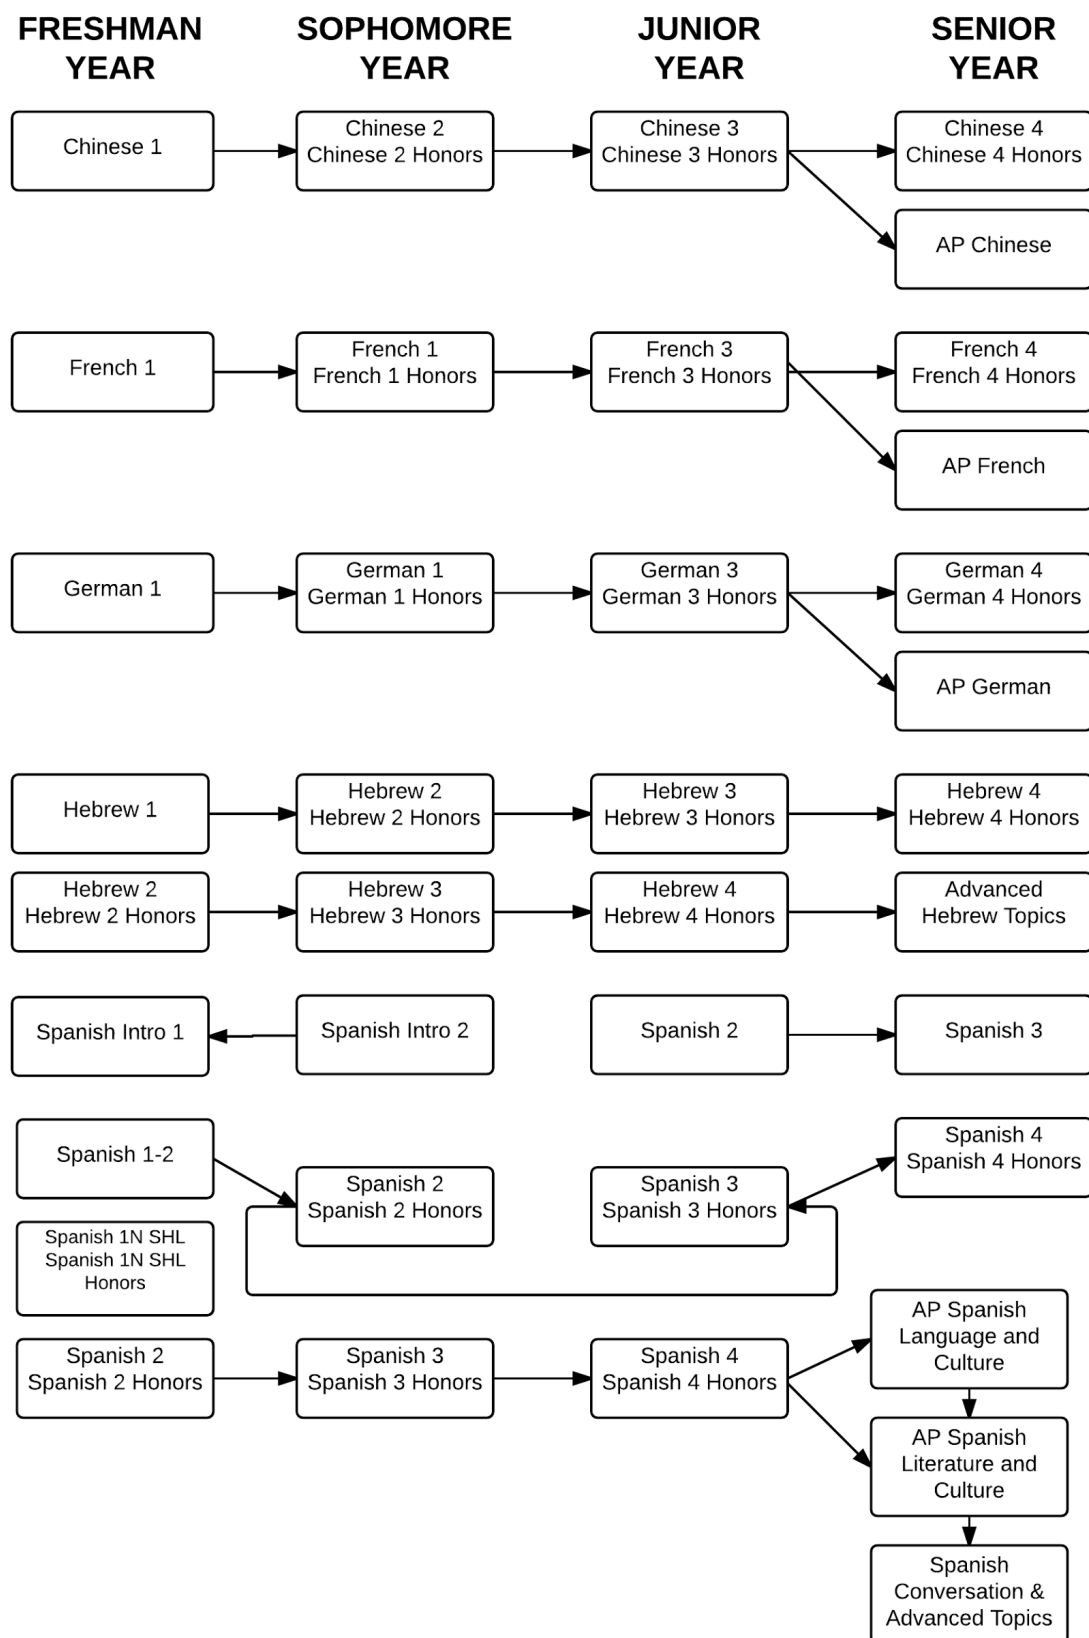 FRESHMAN
YEAR
SOPHOMORE
YEAR
JUNIOR
YEAR
SENIOR
YEAR
Chinese 1
Chinese 2
Chinese 2 Honors
Chinese 3
Chinese 3 Honors
Chinese 4
Chinese 4 Honors
AP Chinese
French 1
French 1
French 1 Honors
French 3
French 3 Honors
French 4
French 4 Honors
AP French
German 1
German 1
German 1 Honors
German 3
German 3 Honors
German 4
German 4 Honors
AP German
Hebrew 1
Hebrew 2
Hebrew 2 Honors
Hebrew 3
Hebrew 3 Honors
Hebrew 4
Hebrew 4 Honors
Hebrew 2
Hebrew 2 Honors
Hebrew 3
Hebrew 3 Honors
Hebrew 4
Hebrew 4 Honors
Advanced
Hebrew Topics
Spanish Intro 1
Spanish Intro 2
Spanish 2
Spanish 3
Spanish 1-2
Spanish 2
Spanish 2 Honors
Spanish 3
Spanish 3 Honors
Spanish 4
Spanish 4 Honors
Spanish 1N SHL
Spanish 1N SHL
Honors
Spanish 2
Spanish 2 Honors
Spanish 3
Spanish 3 Honors
Spanish 4
Spanish 4 Honors
AP Spanish
Language and
Culture
AP Spanish
Literature and
Culture
Spanish
Conversation &
Advanced Topics